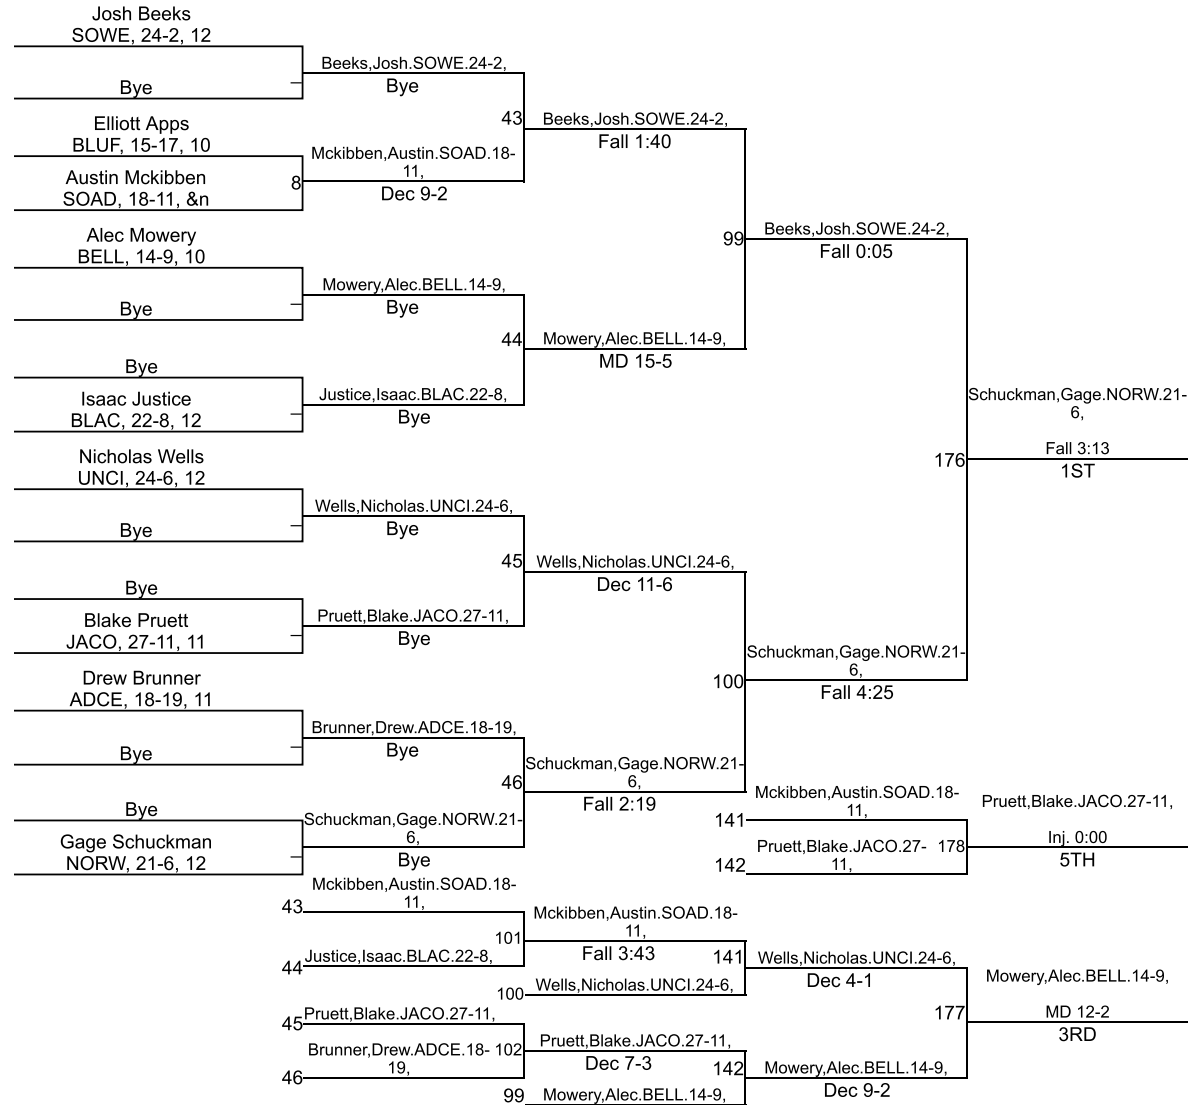 Josh Beeks
SOWE, 24-2, 12
Bye
Elliott Apps
BLUF, 15-17, 10
Austin Mckibben
SOAD, 18-11, &n
Alec Mowery
BELL, 14-9, 10
Bye
Bye
Isaac Justice
BLAC, 22-8, 12
Nicholas Wells
UNCI, 24-6, 12
Bye
Bye
Blake Pruett
JACO, 27-11, 11
Drew Brunner
ADCE, 18-19, 11
Bye
Bye
Gage Schuckman
NORW, 21-6, 12
Beeks,Josh.SOWE.24-2,
Bye
8
Mckibben,Austin.SOAD.18-
11,
Dec 9-2
Mowery,Alec.BELL.14-9,
Bye
Justice,Isaac.BLAC.22-8,
Bye
Wells,Nicholas.UNCI.24-6,
Bye
Pruett,Blake.JACO.27-11,
Bye
Brunner,Drew.ADCE.18-19,
Bye
Schuckman,Gage.NORW.21-
6,
Bye
43
Beeks,Josh.SOWE.24-2,
Fall 1:40
44
Mowery,Alec.BELL.14-9,
MD 15-5
45
Wells,Nicholas.UNCI.24-6,
Dec 11-6
46
Schuckman,Gage.NORW.21-
6,
Fall 2:19
99
Beeks,Josh.SOWE.24-2,
Fall 0:05
100
Schuckman,Gage.NORW.21-
6,
Fall 4:25
176
Schuckman,Gage.NORW.21-
6,
Fall 3:13
1ST
141
Mckibben,Austin.SOAD.18-
11,
142
Pruett,Blake.JACO.27-
11,
178
Pruett,Blake.JACO.27-11,
Inj. 0:00
5TH
43
Mckibben,Austin.SOAD.18-
11,
44
Justice,Isaac.BLAC.22-8,
101
Mckibben,Austin.SOAD.18-
11,
Fall 3:43
100
Wells,Nicholas.UNCI.24-6,
141
Wells,Nicholas.UNCI.24-6,
Dec 4-1
45
Pruett,Blake.JACO.27-11,
46
Brunner,Drew.ADCE.18-
19,
102
Pruett,Blake.JACO.27-11,
Dec 7-3
99
Mowery,Alec.BELL.14-9,
142
Mowery,Alec.BELL.14-9,
Dec 9-2
177
Mowery,Alec.BELL.14-9,
MD 12-2
3RD